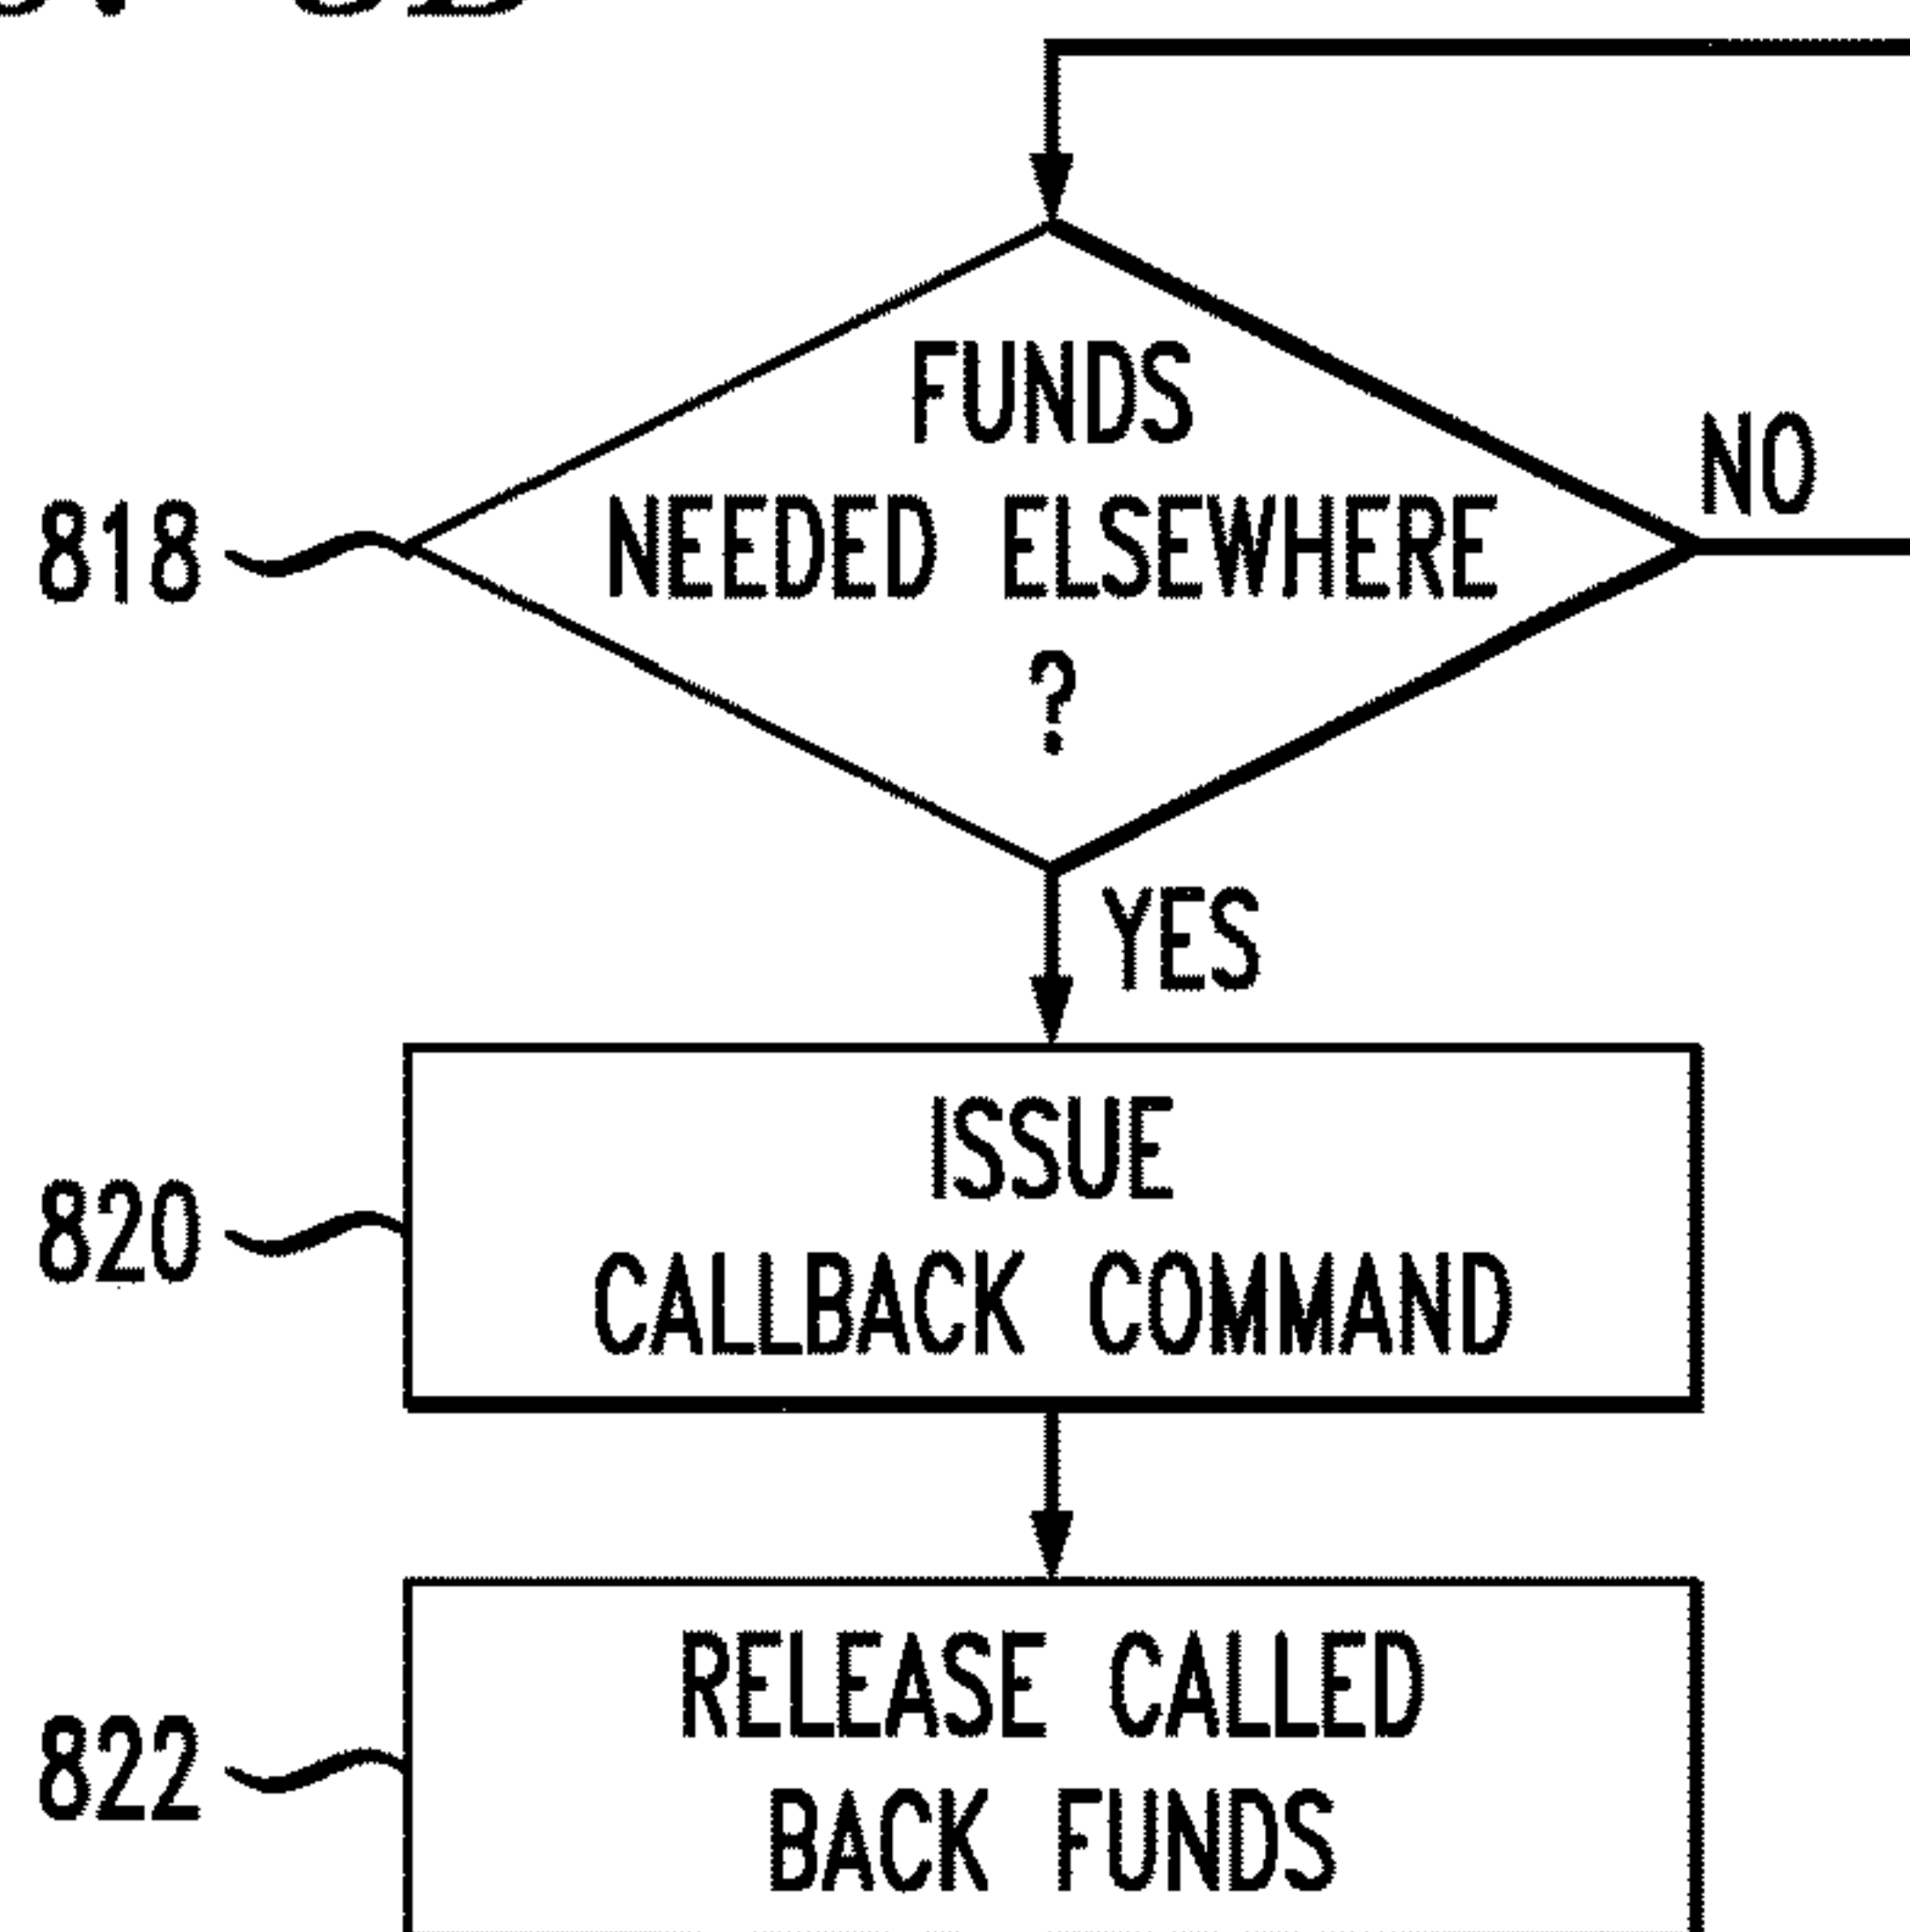 FUNDS
NEEDED ELSEWHERE
?
NO
818
YES
ISSUE
CALLBACK COMMAND
820
RELEASE CALLED
BACK FUNDS
822